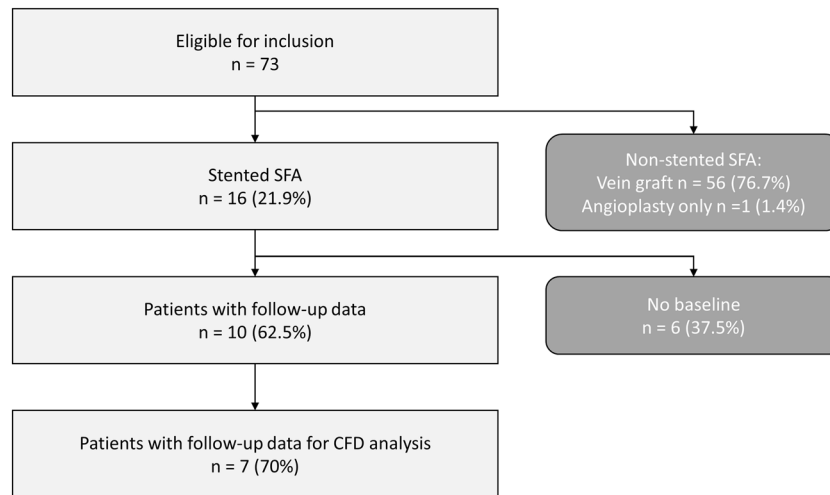 Eligible for inclusion
n = 73
Stented SFA
n = 16 (21.9%)
Non-stented SFA:
Vein graft n = 56 (76.7%)
Angioplasty only n =1 (1.4%)
Patients with follow-up data
n = 10 (62.5%)
No baseline
n = 6 (37.5%)
Patients with follow-up data for CFD analysis
n = 7 (70%)